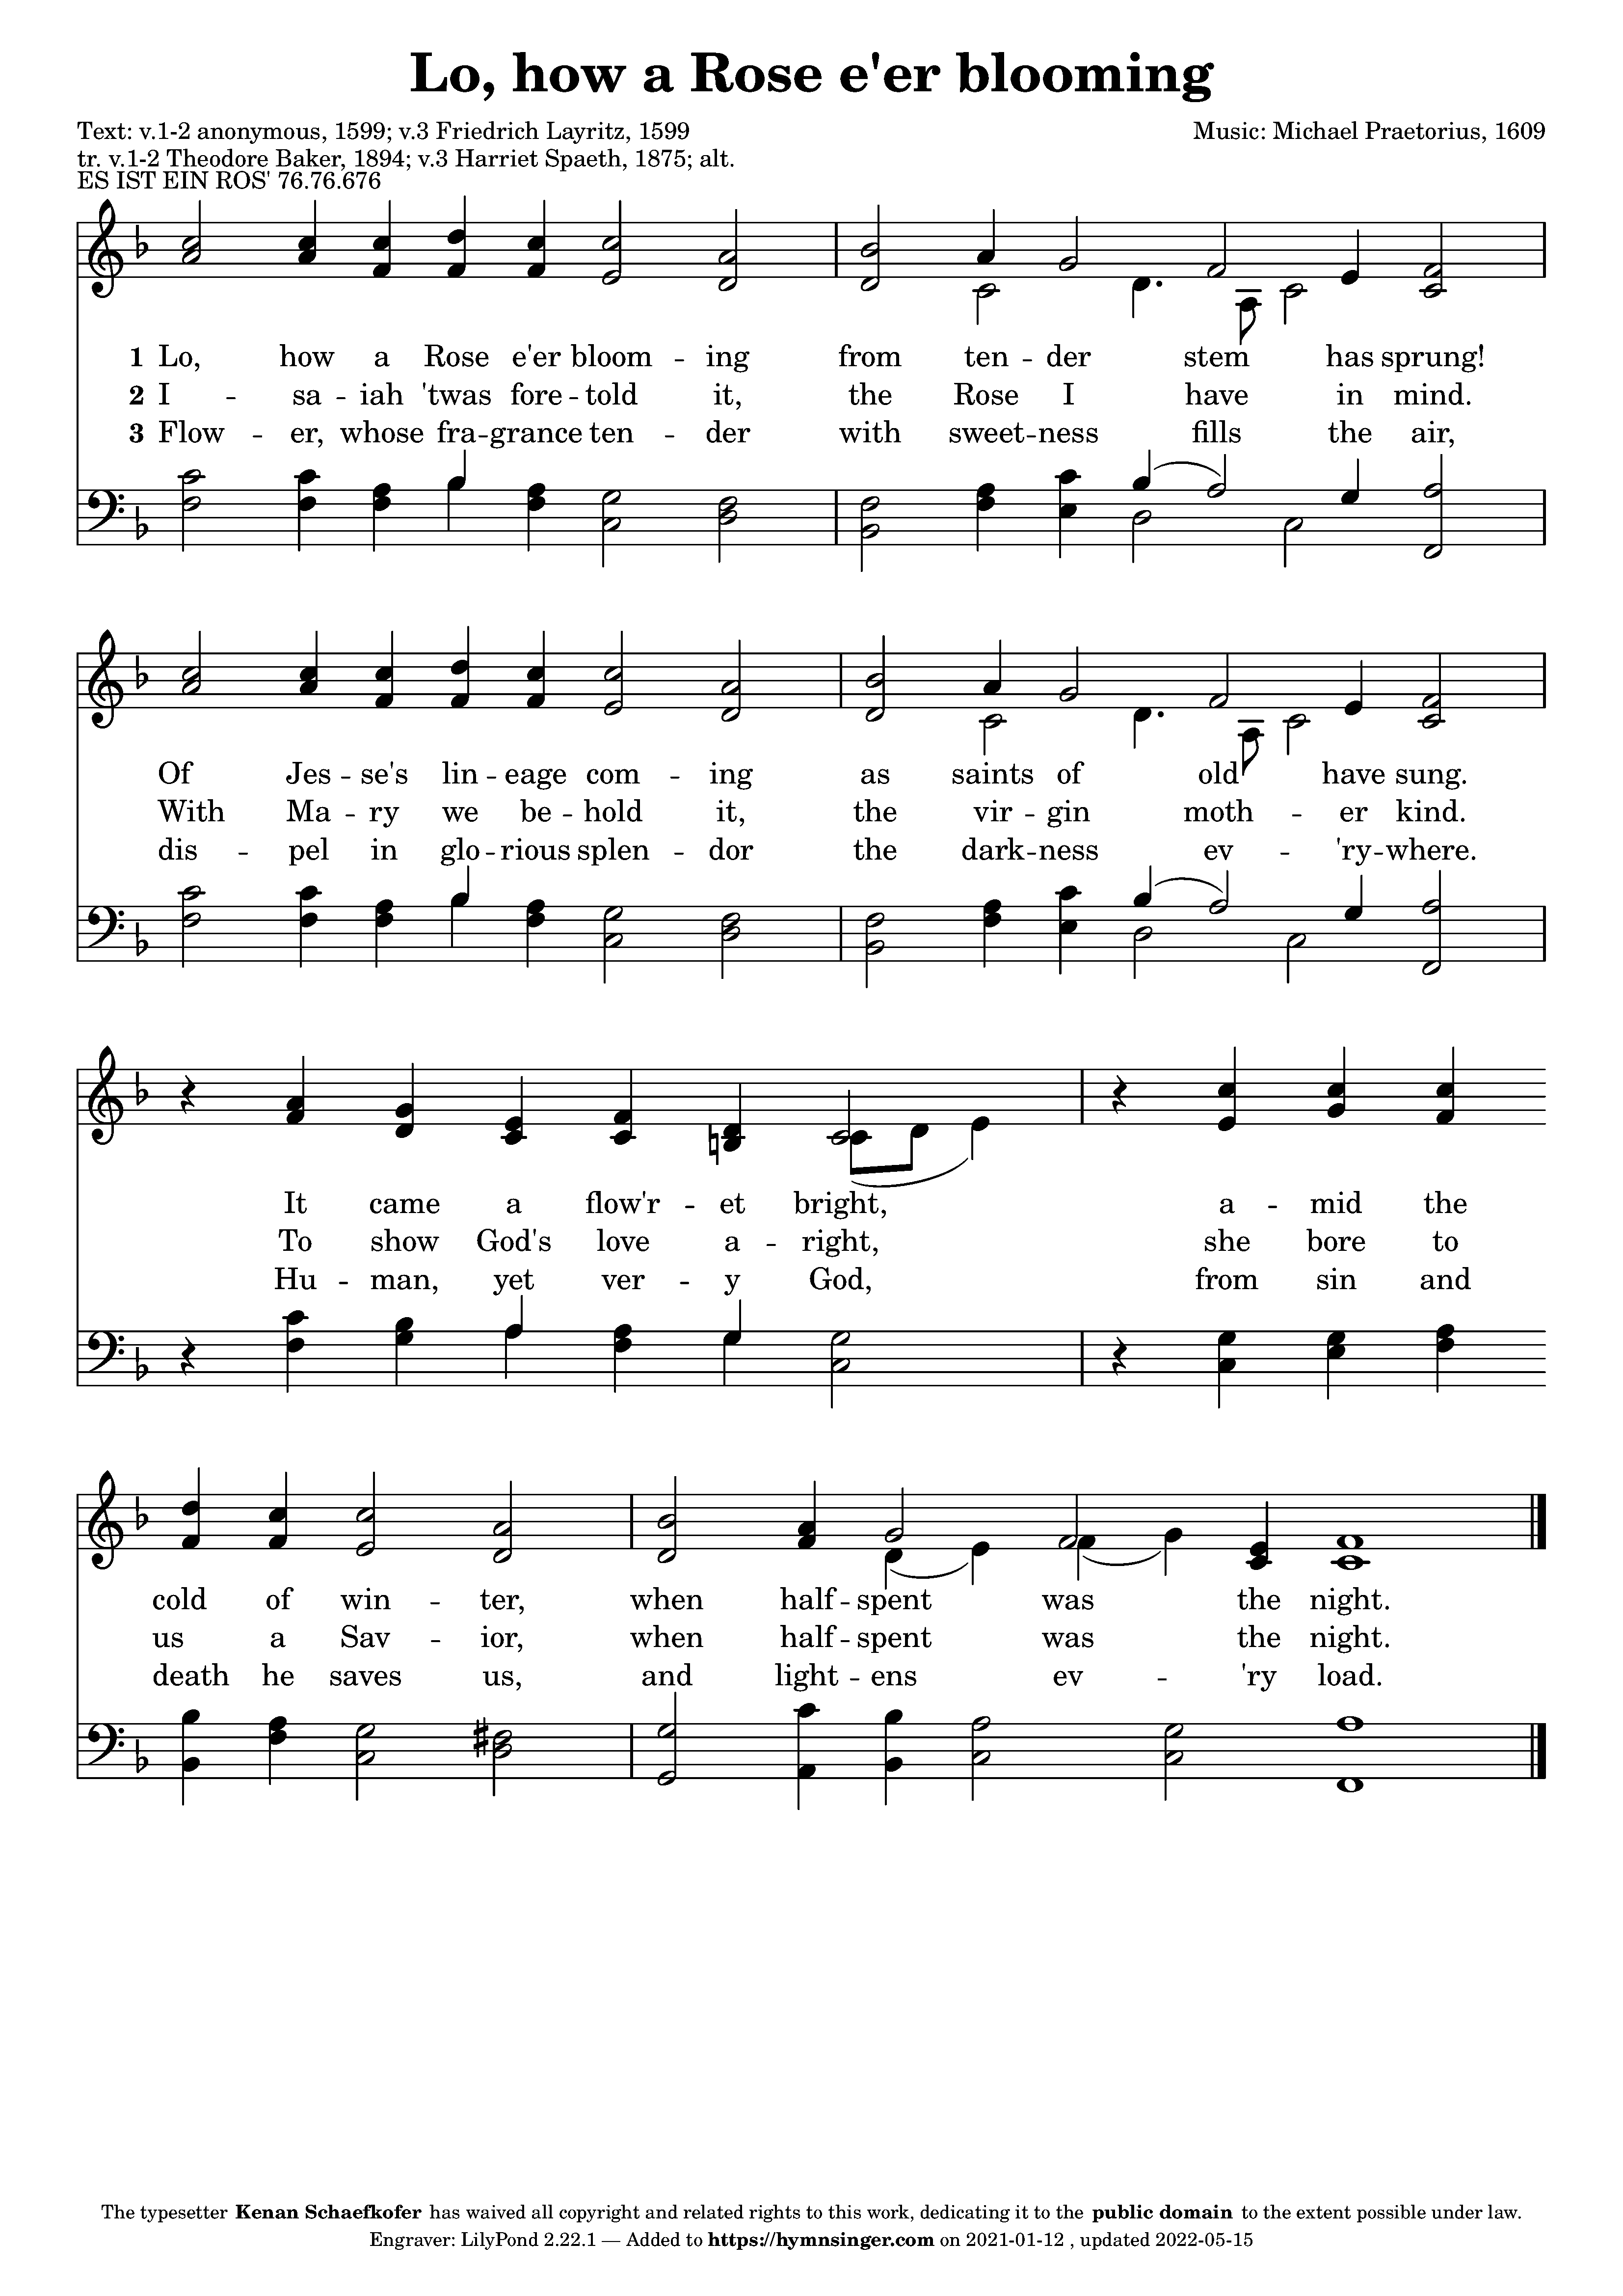 Lo, how a Rose e'er blooming
Text: v.1-2 anonymous, 1599; v.3 Friedrich Layritz, 1599
Music: Michael Praetorius, 1609
tr. v.1-2 Theodore Baker, 1894; v.3 Harriet Spaeth, 1875; alt.
ES IST EIN ROS' 76.76.676
1 Lo, how a Rose e'er bloom - ing from ten - der stem has sprung!
2 I - sa - iah 'twas fore - told it, the Rose I have in mind.
3 Flow - er, whose fra - grance ten - der with sweet - ness fills the air,
Of Jes - se's lin - eage com - ing as saints of old have sung.
With Ma - ry we be - hold it, the vir - gin moth - er kind.
dis - pel in glo - rious splen - dor the dark - ness ev - 'ry - where.
It came a flow'r - et bright, a - mid the
To show God's love a - right, she bore to
Hu - man, yet ver - y God, from sin and
cold of win - ter, when half - spent was the night.
us a Sav - ior, when half - spent was the night.
death he saves us, and light - ens ev - 'ry load.
The typesetter Kenan Schaefkofer has waived all copyright and related rights to this work, dedicating it to the public domain to the extent possible under law.
Engraver: LilyPond 2.22.1 — Added to https://hymnsinger.com on 2021-01-12 , updated 2022-05-15